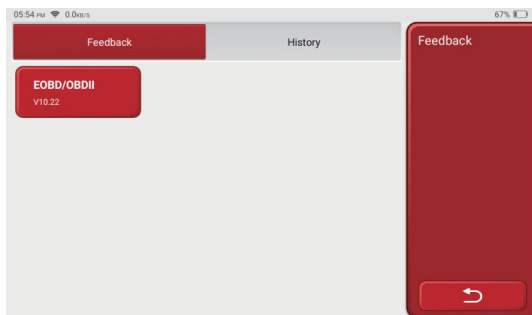 05:54 PM 0.0KB/S 67%
Feedback History Feedback
EOBD/OBDII
V10.22